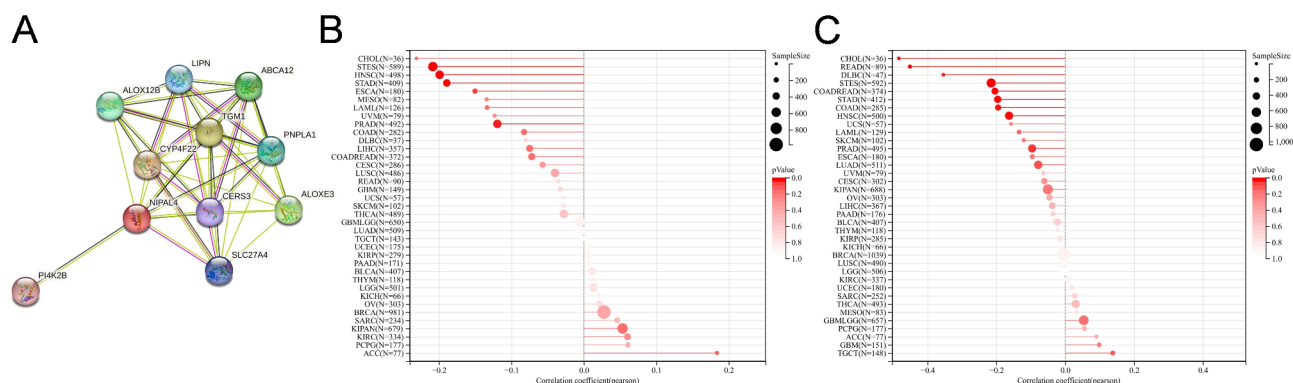 A
LIPN
ABCA12
ALOX12B
TGM1
PNPLA1
CYP4F22
CERS3
ALOXE3
NIPAL4
SLC27A4
PI4K2B
B
CHOL(N=36)
STES(N=589)
HNSC(N=498)
STAD(N=409)
ESCA(N=180)
MESO(N=82)
LAML(N=126)
UVM(N=79)
PRAD(N=492)
COAD(N=282)
DLBC(N=37)
LIHC(N=357)
COADREAD(N=372)
CESC(N=286)
LUSC(N=486)
READ(N=90)
GBM(N=149)
UCS(N=57)
SKCM(N=102)
THCA(N=489)
GBMLGG(N=650)
LUAD(N=509)
TGCT(N=143)
UCEC(N=175)
KIRP(N=279)
PAAD(N=171)
BLCA(N=407)
THYM(N=118)
LGG(N=501)
KICH(N=66)
OV(N=303)
BRCA(N=981)
SARC(N=234)
KIPAN(N=679)
KIRC(N=334)
PCPG(N=177)
ACC(N=77)
−0.2 −0.1 0.0 0.1 0.2
Correlation coefficient(pearson)
SampleSize
200
400
600
800
pValue
0.0
0.2
0.4
0.6
0.8
1.0
C
CHOL(N=36)
READ(N=89)
DLBC(N=47)
STES(N=592)
COADREAD(N=374)
STAD(N=412)
COAD(N=285)
HNSC(N=500)
UCS(N=57)
LAML(N=129)
SKCM(N=102)
PRAD(N=495)
ESCA(N=180)
LUAD(N=511)
UVM(N=79)
CESC(N=302)
KIPAN(N=688)
OV(N=303)
LIHC(N=367)
PAAD(N=176)
BLCA(N=407)
THYM(N=118)
KIRP(N=285)
KICH(N=66)
BRCA(N=1039)
LUSC(N=490)
LGG(N=506)
KIRC(N=337)
UCEC(N=180)
SARC(N=252)
THCA(N=493)
MESO(N=83)
GBMLGG(N=657)
PCPG(N=177)
ACC(N=77)
GBM(N=151)
TGCT(N=148)
−0.4 −0.2 0.0 0.2 0.4
Correlation coefficient(pearson)
SampleSize
200
400
600
800
1,000
pValue
0.0
0.2
0.4
0.6
0.8
1.0